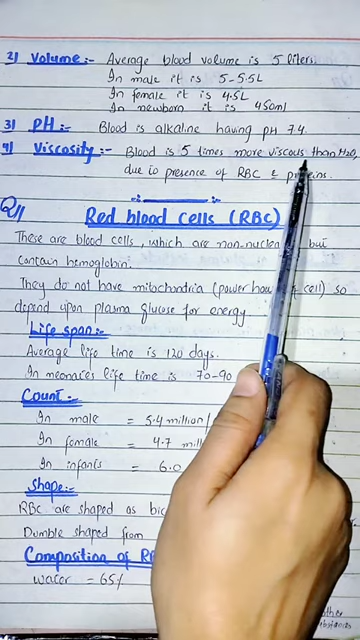 2) Volume:- Average blood volume is 5 liters.
In male it is 5-5.5L
In female it is 4.5L
In newborn it is 450ml
3) PH:- Blood is alkaline having pH 7.4.
4) Viscosity:- Blood is 5 times more viscous than H2O,
due to presence of RBC & proteins.
Q//
Red blood cells (RBC)
These are blood cells, which are non-nuclea but
contain hemoglobin.
They do not have mitochondria (power hou cell) so
depend upon plasma glucose for energy.
Life span:-
Average life time is 120 days.
In neonates life time is 70-90
Count:-
In male = 5.4 million/
In female = 4.7 mill
In infants = 6.0
Shape:-
RBC are shaped as bic
Dumble shaped from
Composition of R
water = 65%